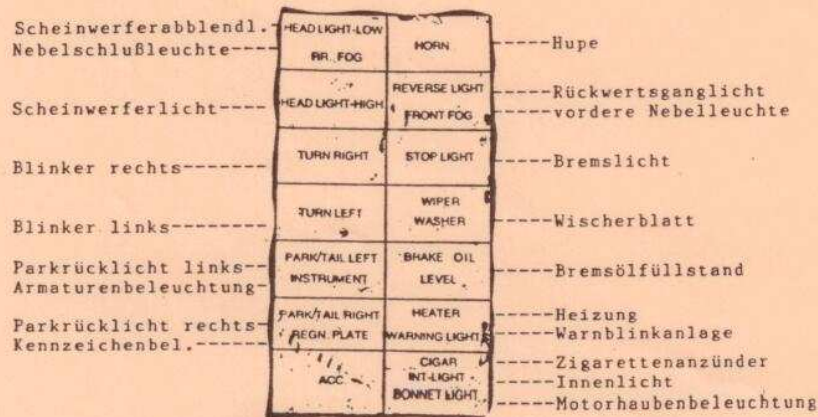 Scheinwerferabblendl.
Nebelschlußleuchte
HEAD LIGHT-LOW
RR. FOG
HORN
Hupe
Scheinwerferlicht
HEAD LIGHT-HIGH
REVERSE LIGHT
FRONT FOG
Rückwertsganglicht
vordere Nebelleuchte
Blinker rechts
TURN RIGHT
STOP LIGHT
Bremslicht
Blinker links
TURN LEFT
WIPER
WASHER
Wischerblatt
Parkrücklicht links
Armaturenbeleuchtung
PARK/TAIL LEFT
INSTRUMENT
BRAKE OIL
LEVEL
Bremsölfüllstand
Parkrücklicht rechts
Kennzeichenbel.
PARK/TAIL RIGHT
REGN. PLATE
HEATER
WARNING LIGHT
Heizung
Warnblinkanlage
ACC
CIGAR
INT-LIGHT
BONNET LIGHT
Zigarettenanzünder
Innenlicht
Motorhaubenbeleuchtung